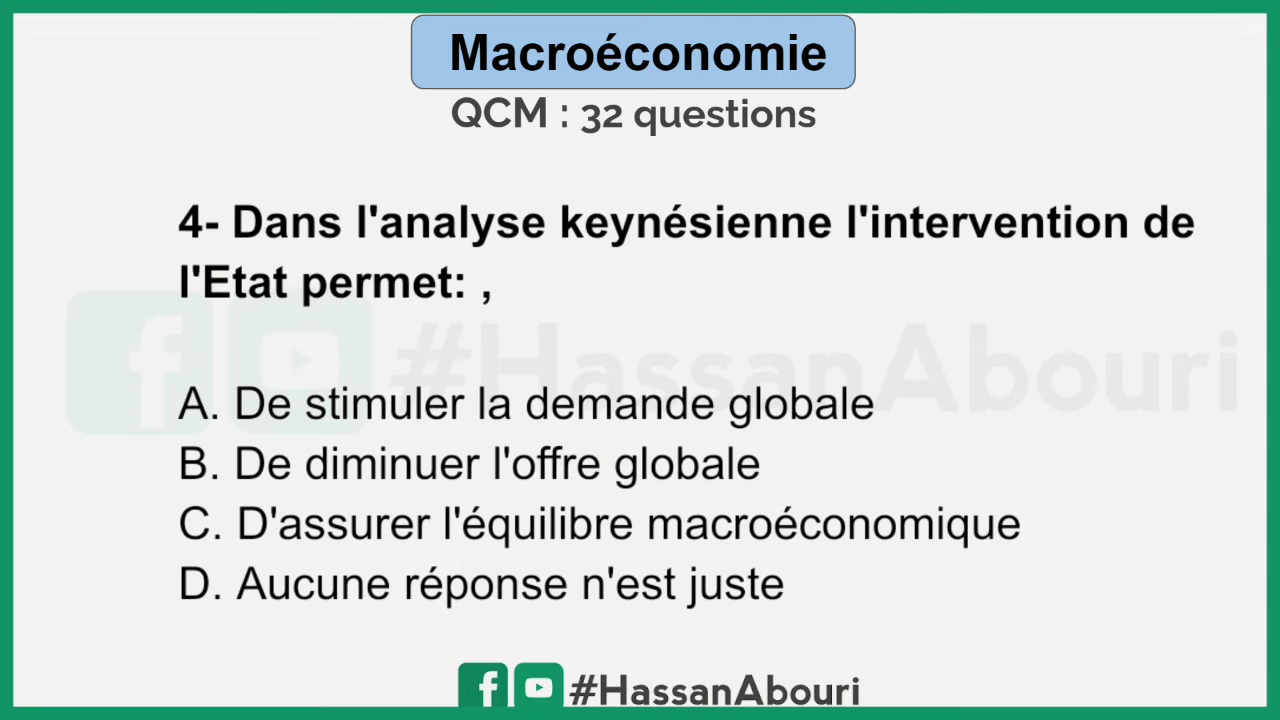 Macroéconomie
QCM : 32 questions
4- Dans l'analyse keynésienne l'intervention de
l'Etat permet: ,
#HassanAbouri
A. De stimuler la demande globale
B. De diminuer l'offre globale
C. D'assurer l'équilibre macroéconomique
D. Aucune réponse n'est juste
#HassanAbouri